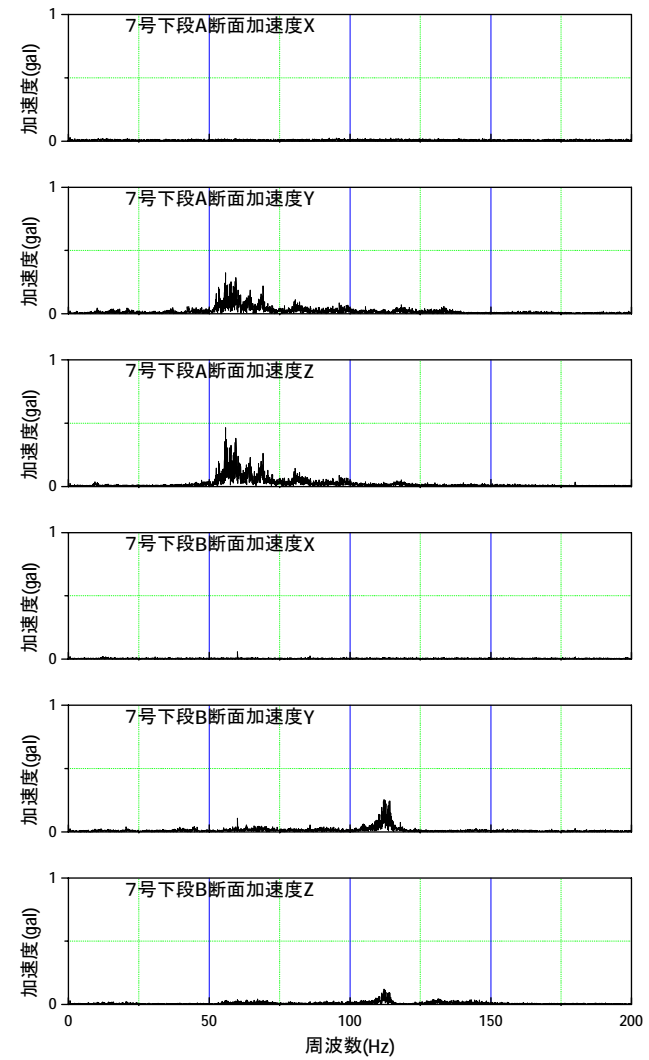 1
7号下段A断面加速度X
加速度(gal)
0
1
7号下段A断面加速度Y
加速度(gal)
0
1
7号下段A断面加速度Z
加速度(gal)
0
1
7号下段B断面加速度X
加速度(gal)
0
1
7号下段B断面加速度Y
加速度(gal)
0
1
7号下段B断面加速度Z
加速度(gal)
0
0 50 100 150 200
周波数(Hz)